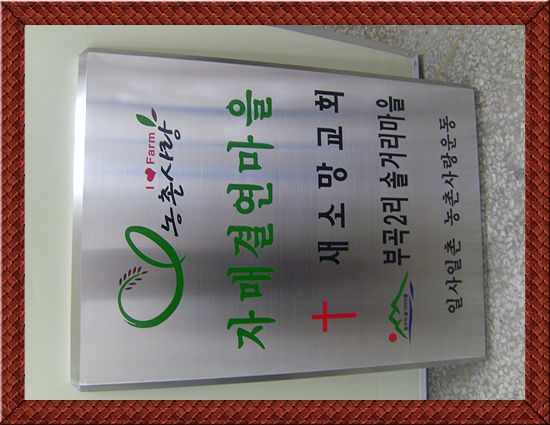 I ♥ Farm
농촌사랑
자매결연마을
새소망교회
부곡2리 솔거리마을
일사일촌 농촌사랑운동